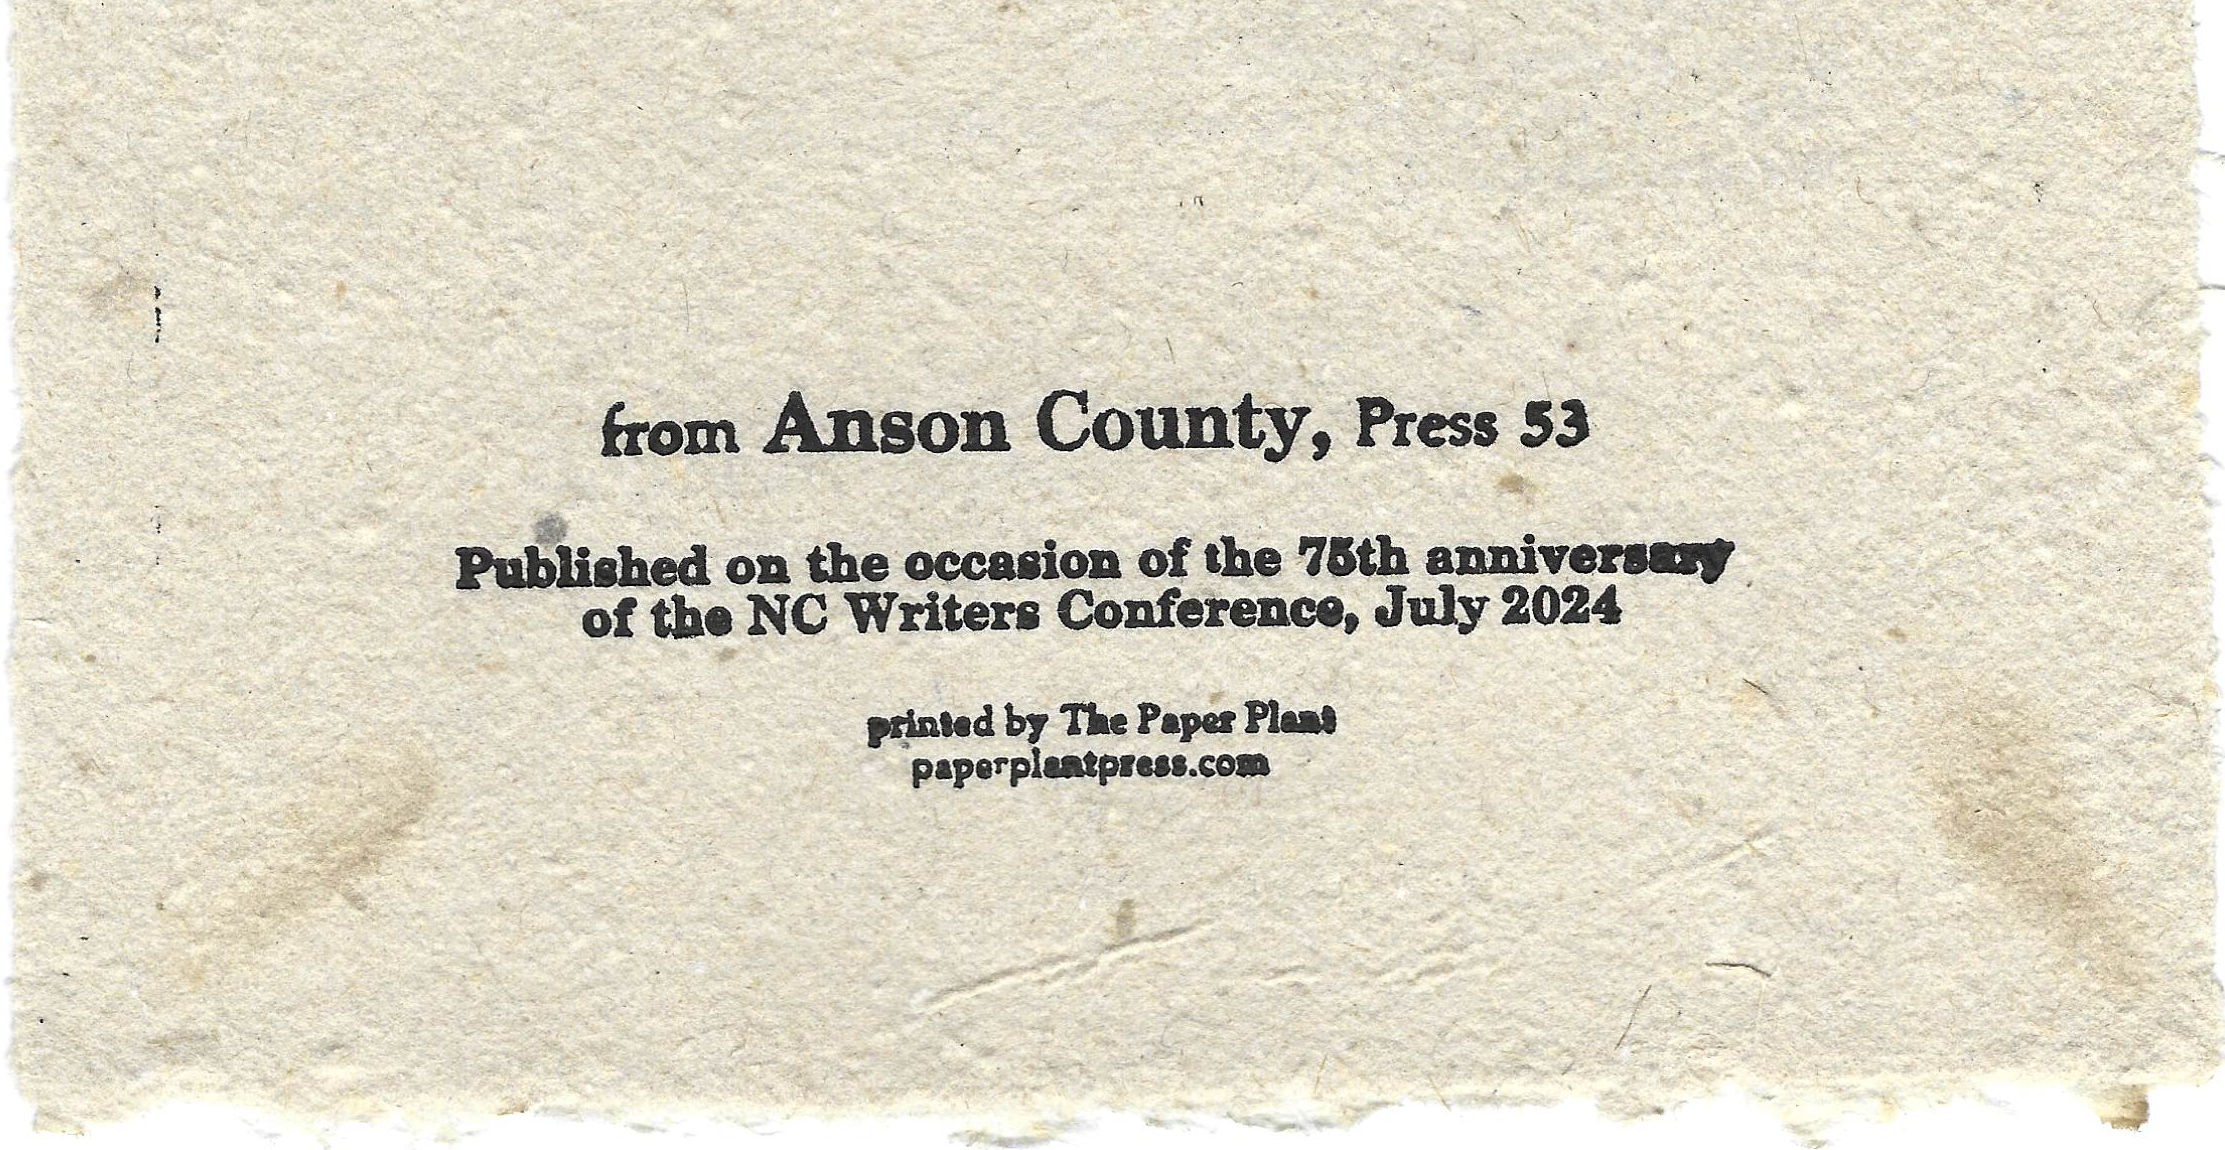 from Anson County, Press 53
Published on the occasion of the 75th anniversary
of the NC Writers Conference, July 2024
printed by The Paper Plant
paperplantpress.com